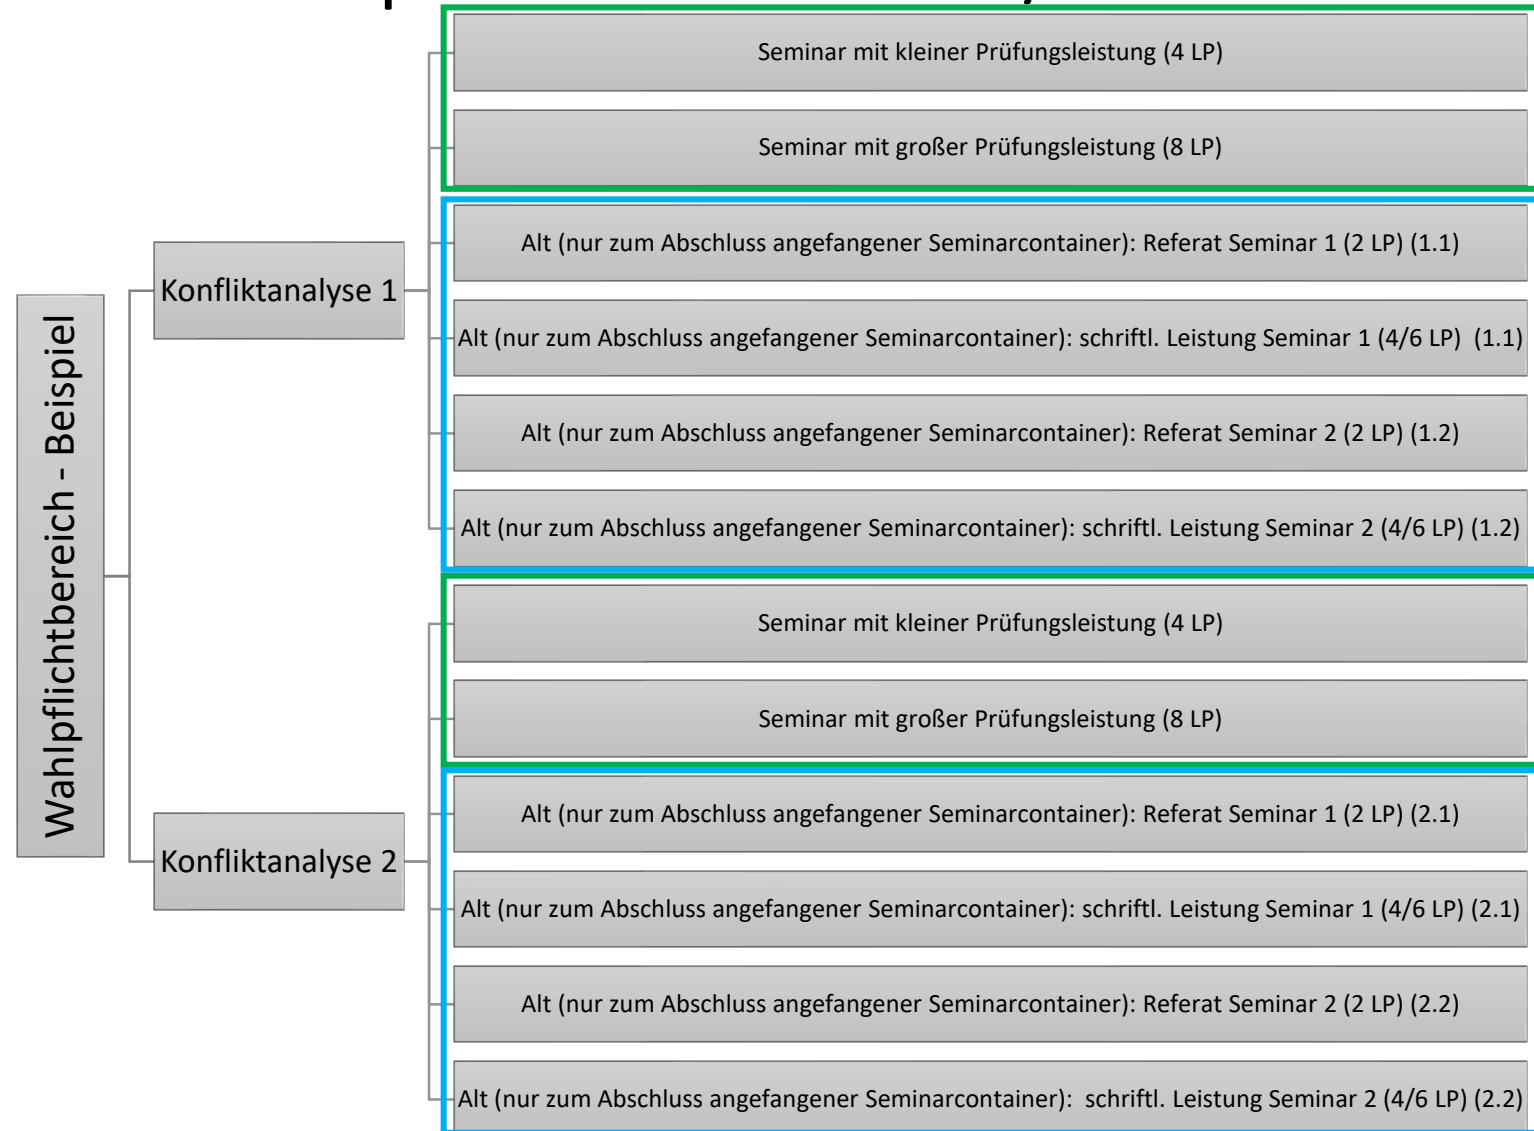 Wahlpflichtbereich - Beispiel
Konfliktanalyse 1
Seminar mit kleiner Prüfungsleistung (4 LP)
Seminar mit großer Prüfungsleistung (8 LP)
Alt (nur zum Abschluss angefangener Seminarcontainer): Referat Seminar 1 (2 LP) (1.1)
Alt (nur zum Abschluss angefangener Seminarcontainer): schriftl. Leistung Seminar 1 (4/6 LP)  (1.1)
Alt (nur zum Abschluss angefangener Seminarcontainer): Referat Seminar 2 (2 LP) (1.2)
Alt (nur zum Abschluss angefangener Seminarcontainer): schriftl. Leistung Seminar 2 (4/6 LP) (1.2)
Konfliktanalyse 2
Seminar mit kleiner Prüfungsleistung (4 LP)
Seminar mit großer Prüfungsleistung (8 LP)
Alt (nur zum Abschluss angefangener Seminarcontainer): Referat Seminar 1 (2 LP) (2.1)
Alt (nur zum Abschluss angefangener Seminarcontainer): schriftl. Leistung Seminar 1 (4/6 LP) (2.1)
Alt (nur zum Abschluss angefangener Seminarcontainer): Referat Seminar 2 (2 LP) (2.2)
Alt (nur zum Abschluss angefangener Seminarcontainer):  schriftl. Leistung Seminar 2 (4/6 LP) (2.2)